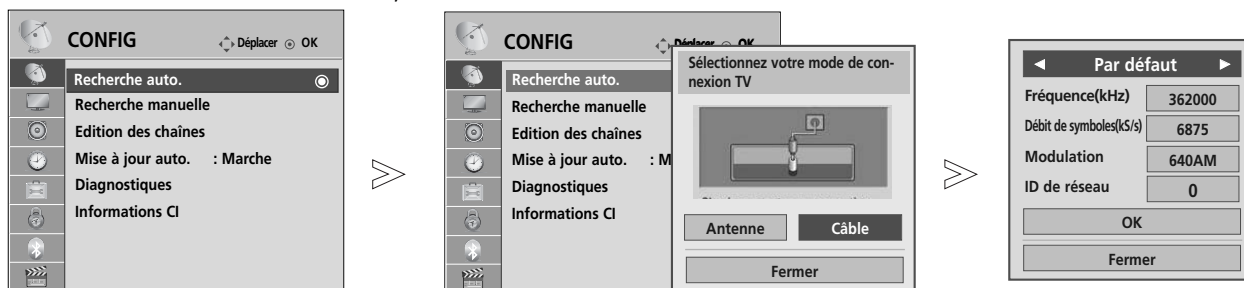 CONFIG
Déplacer OK
Recherche auto.
Recherche manuelle
Edition des chaînes
Mise à jour auto. : Marche
Diagnostiques
Informations CI
CONFIG
Déplacer OK
Recherche auto.
Recherche manuelle
Edition des chaînes
Mise à jour auto. : M
Diagnostiques
Informations CI
Sélectionnez votre mode de con-
nexion TV
Antenne Câble
Fermer
Par défaut
Fréquence(kHz) 362000
Débit de symboles(kS/s) 6875
Modulation 640AM
ID de réseau 0
OK
Fermer